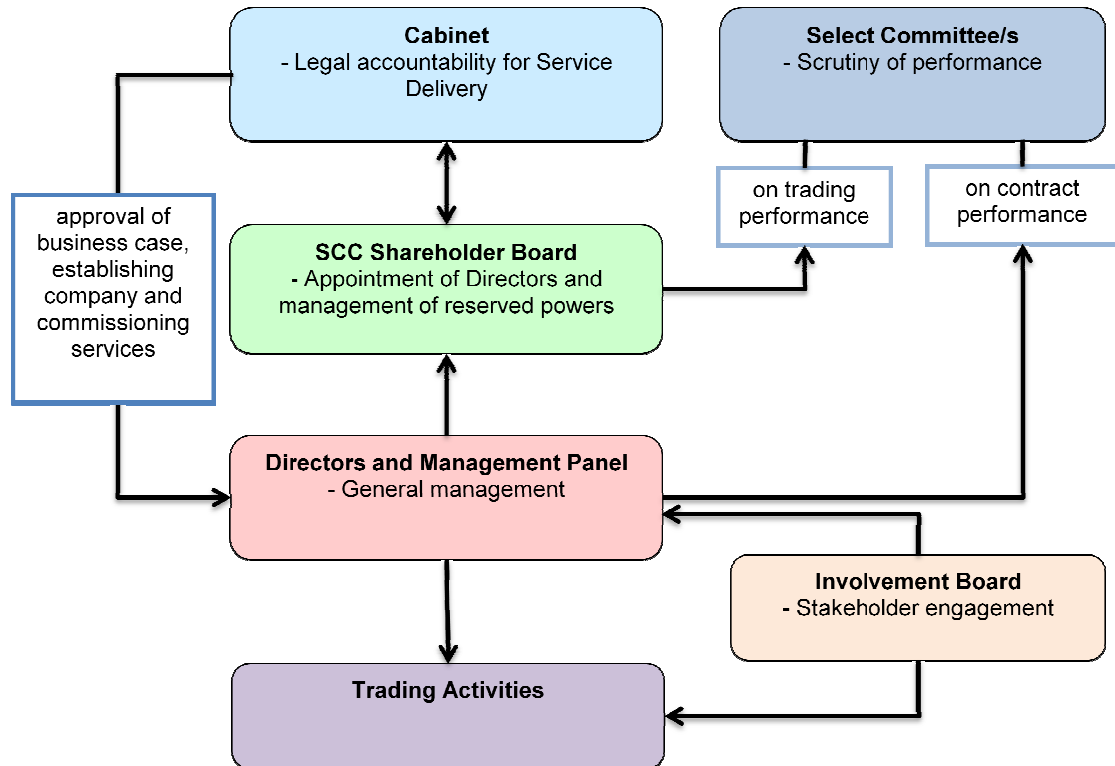 Cabinet
- Legal accountability for Service
Delivery
Select Committee/s
- Scrutiny of performance
approval of
business case,
establishing
company and
commissioning
services
on trading
performance
on contract
performance
SCC Shareholder Board
- Appointment of Directors and
management of reserved powers
Directors and Management Panel
- General management
Involvement Board
- Stakeholder engagement
Trading Activities